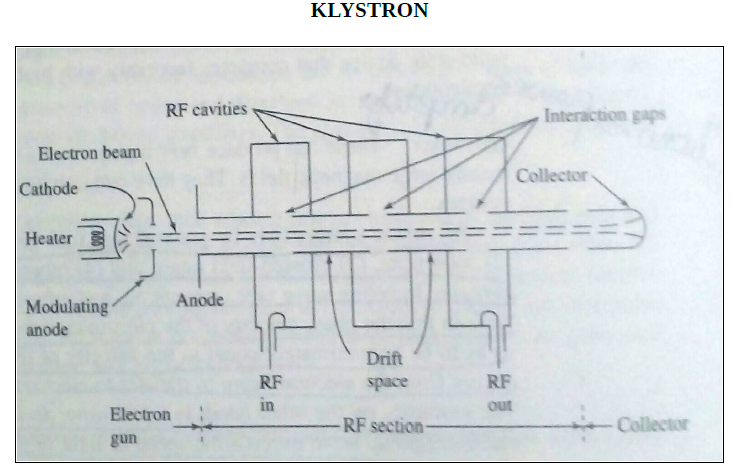 KLYSTRON
RF cavities
Interaction gaps
Electron beam
Collector
Cathode
Heater
Modulating
anode
Anode
Drift
space
RF
in
RF
out
Electron
gun
RF section
Collector